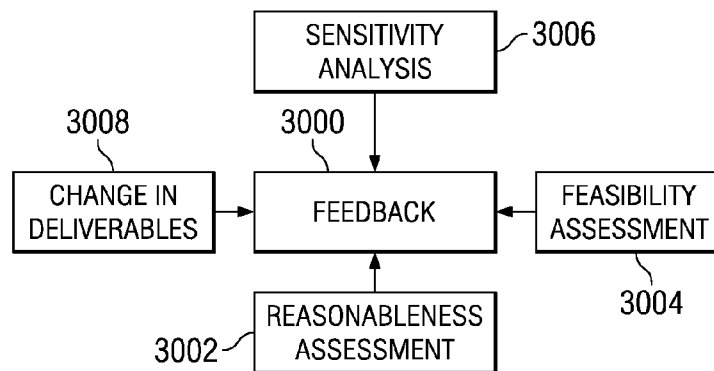 SENSITIVITY
ANALYSIS
3006
3008
3000
CHANGE IN
DELIVERABLES
FEEDBACK
FEASIBILITY
ASSESSMENT
3004
3002
REASONABLENESS
ASSESSMENT